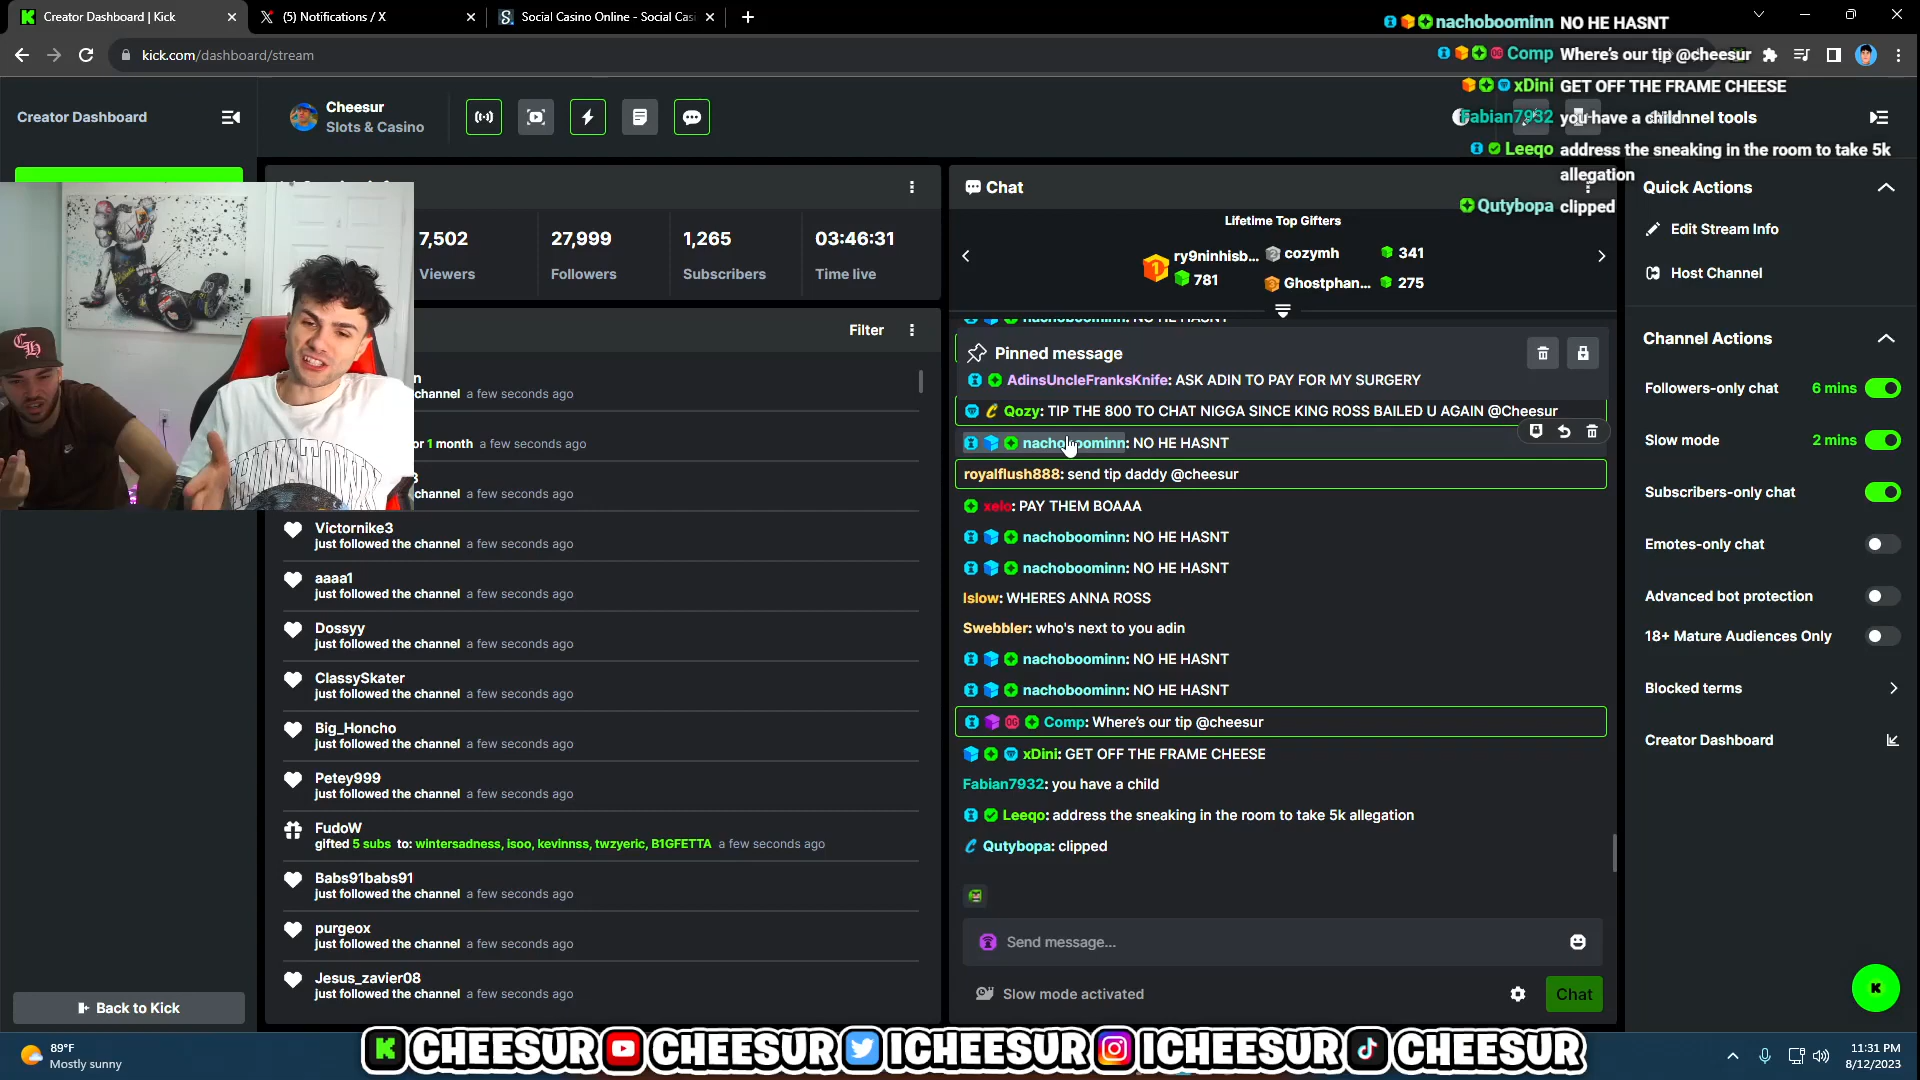 Creator Dashboard | Kick
(5) Notifications / X
Social Casino Online - Social Casi
kick.com/dashboard/stream
nachoboominn NO HE HASNT
Comp Where's our tip @cheesur
xDini GET OFF THE FRAME CHEESE
Fabian7932 you have a child
Leeqo address the sneaking in the room to take 5k
allegation
Qutybopa clipped
Creator Dashboard
Cheesur
Slots & Casino
nnel tools
7,502
Viewers
27,999
Followers
1,265
Subscribers
03:46:31
Time live
Filter
n
channel a few seconds ago
or 1 month a few seconds ago
3
channel a few seconds ago
Victornike3
just followed the channel a few seconds ago
aaaa1
just followed the channel a few seconds ago
Dossyy
just followed the channel a few seconds ago
ClassySkater
just followed the channel a few seconds ago
Big_Honcho
just followed the channel a few seconds ago
Petey999
just followed the channel a few seconds ago
FudoW
gifted 5 subs to: wintersadness, isoo, kevinnss, twzyeric, B1GFETTA a few seconds ago
Babs91babs91
just followed the channel a few seconds ago
purgeox
just followed the channel a few seconds ago
Jesus_zavier08
just followed the channel a few seconds ago
Back to Kick
Chat
Lifetime Top Gifters
ry9ninhisb...
781
cozymh 341
Ghostphan... 275
nachoboominn: NO HE HASNT
Pinned message
AdinsUncleFranksKnife: ASK ADIN TO PAY FOR MY SURGERY
Qozy: TIP THE 800 TO CHAT NIGGA SINCE KING ROSS BAILED U AGAIN @Cheesur
nachoboominn: NO HE HASNT
royalflush888: send tip daddy @cheesur
xelo: PAY THEM BOAAA
nachoboominn: NO HE HASNT
nachoboominn: NO HE HASNT
Islow: WHERES ANNA ROSS
Swebbler: who's next to you adin
nachoboominn: NO HE HASNT
nachoboominn: NO HE HASNT
Comp: Where's our tip @cheesur
xDini: GET OFF THE FRAME CHEESE
Fabian7932: you have a child
Leeqo: address the sneaking in the room to take 5k allegation
Qutybopa: clipped
Send message...
Slow mode activated
Chat
Quick Actions
Edit Stream Info
Host Channel
Channel Actions
Followers-only chat 6 mins
Slow mode 2 mins
Subscribers-only chat
Emotes-only chat
Advanced bot protection
18+ Mature Audiences Only
Blocked terms
Creator Dashboard
K CHEESUR CHEESUR ICHEESUR ICHEESUR CHEESUR
89°F
Mostly sunny
11:31 PM
8/12/2023